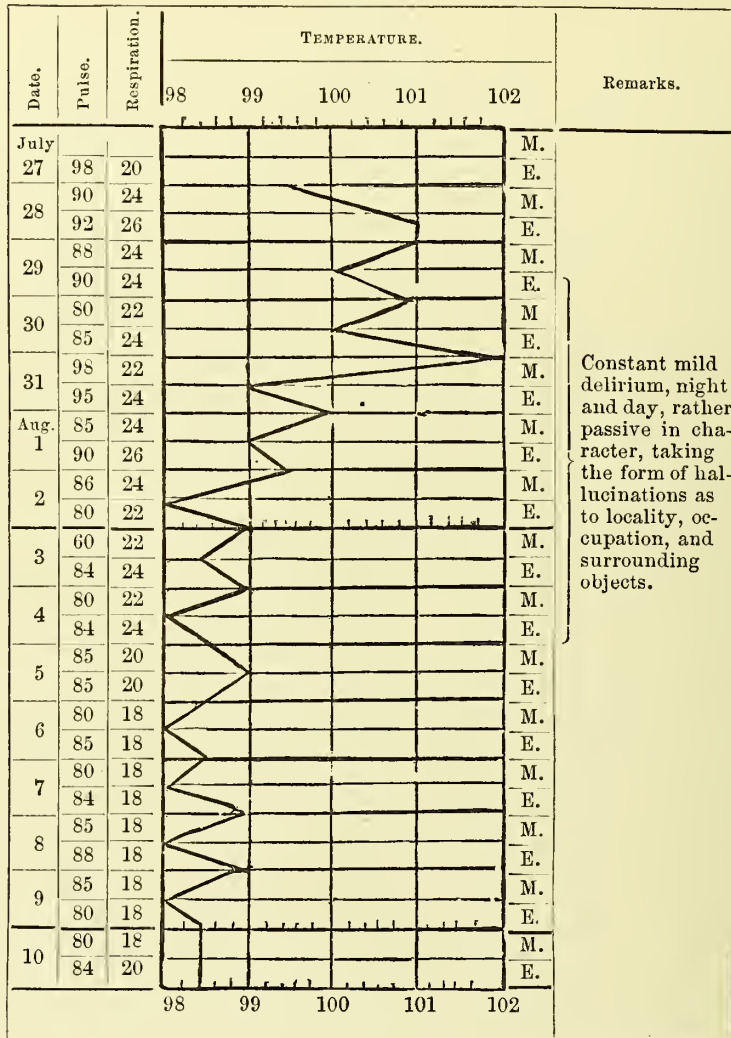 Date.
Pulse.
Respiration.
TEMPERATURE.
98 99 100 101 102
Remarks.
July
M.
27 98 20 E.
28 90 24 M.
92 26 E.
29 88 24 M.
90 24 E.
30 80 22 M
85 24 E.
31 98 22 M.
95 24 E.
Aug.
1 85 24 M.
90 26 E.
2 86 24 M.
80 22 E.
3 60 22 M.
84 24 E.
4 80 22 M.
84 24 E.
5 85 20 M.
85 20 E.
6 80 18 M.
85 18 E.
7 80 18 M.
84 18 E.
8 85 18 M.
88 18 E.
9 85 18 M.
80 18 E.
10 80 18 M.
84 20 E.
98 99 100 101 102
Constant mild
delirium, night
and day, rather
passive in cha-
racter, taking
the form of hal-
lucinations as
to locality, oc-
cupation, and
surrounding
objects.